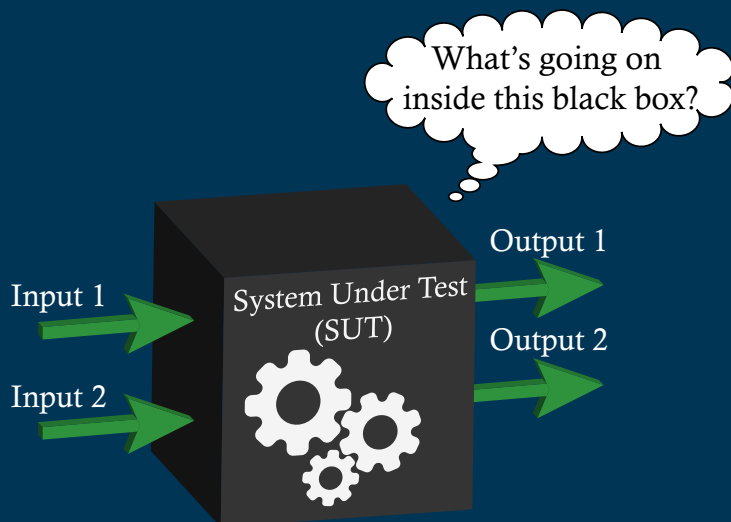 What’s going on
inside this black box?
Output 1
Input 1
System Under Test
(SUT)
Output 2
Input 2